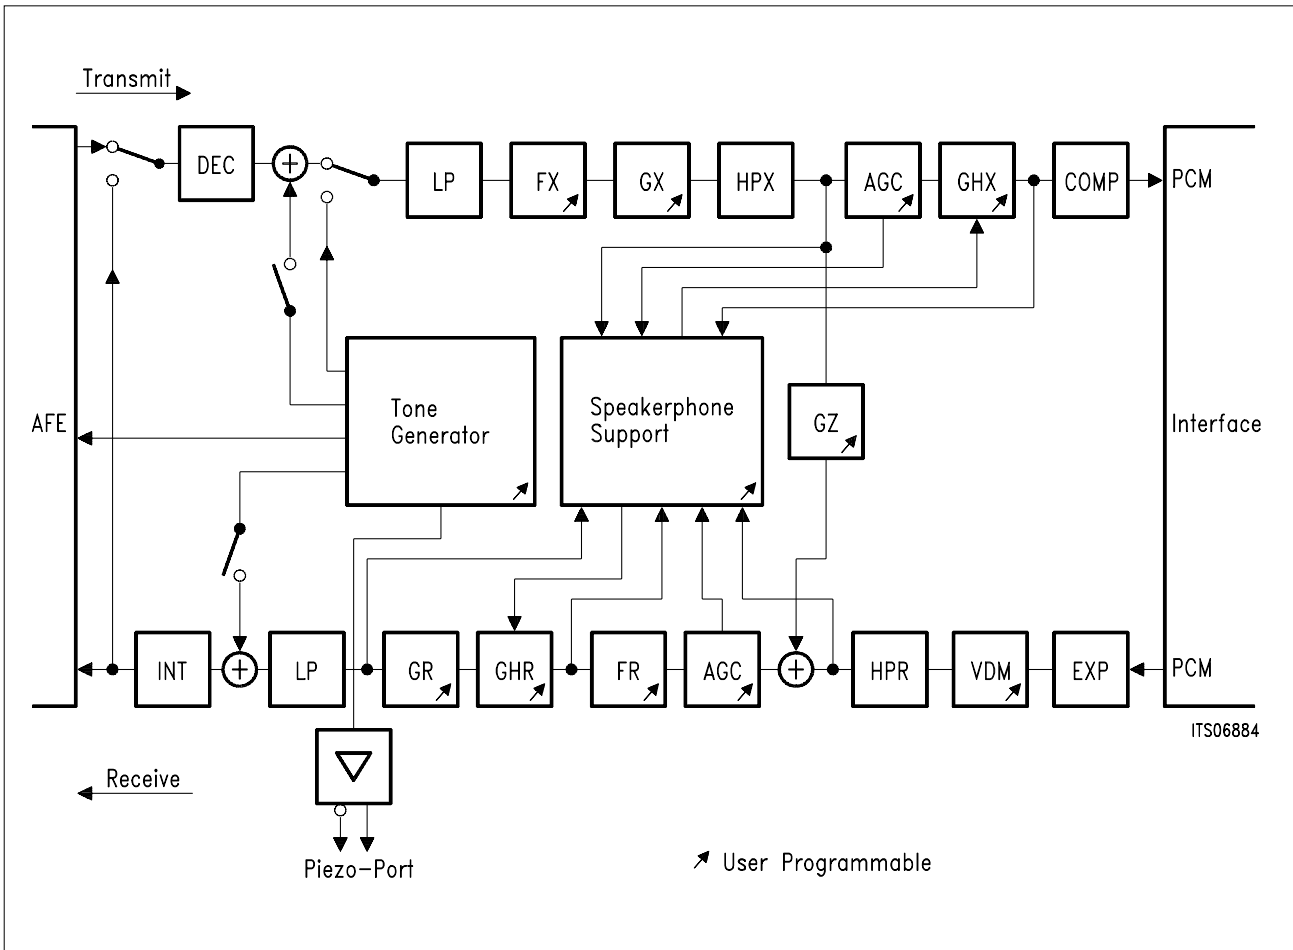 Transmit
DEC
+
LP
FX
GX
HPX
AGC
GHX
COMP
PCM
AFE
Tone
Generator
Speakerphone
Support
GZ
Interface
INT
+
LP
GR
GHR
FR
AGC
+
HPR
VDM
EXP
PCM
ITS06884
Receive
Piezo-Port
User Programmable